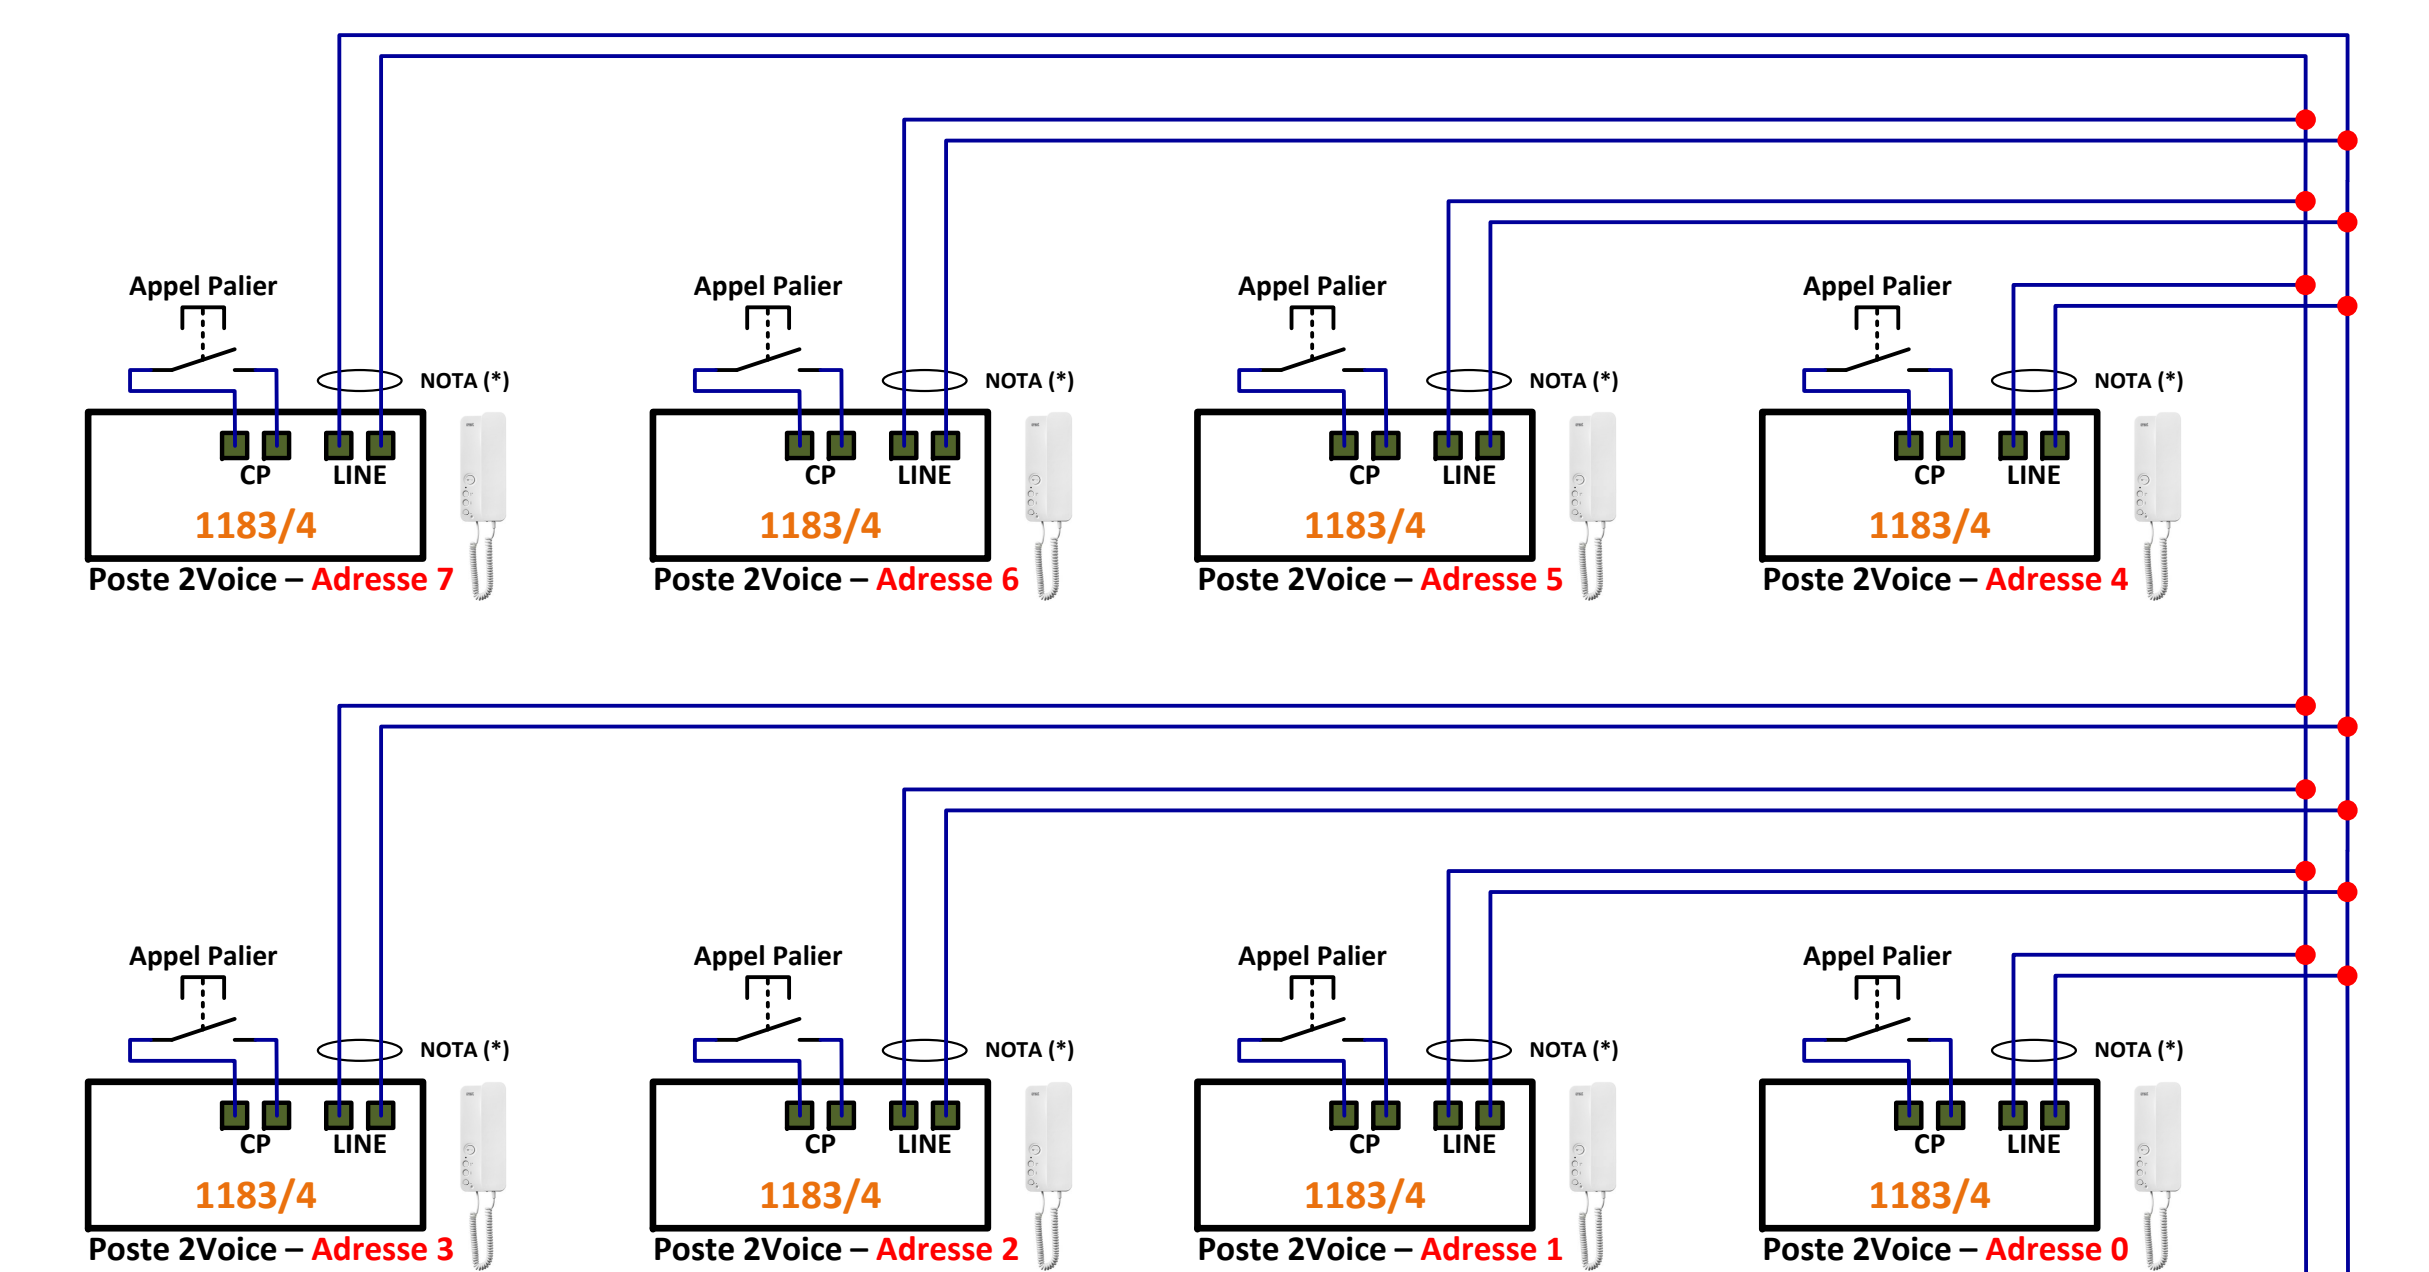 Appel Palier Appel Palier Appel Palier Appel Palier
NOTA (*) NOTA (*) NOTA (*) NOTA (*)
CP LINE CP LINE CP LINE CP LINE
1183/4 1183/4 1183/4 1183/4
Poste 2Voice – Adresse 7 Poste 2Voice – Adresse 6 Poste 2Voice – Adresse 5 Poste 2Voice – Adresse 4
Appel Palier Appel Palier Appel Palier Appel Palier
NOTA (*) NOTA (*) NOTA (*) NOTA (*)
CP LINE CP LINE CP LINE CP LINE
1183/4 1183/4 1183/4 1183/4
Poste 2Voice – Adresse 3 Poste 2Voice – Adresse 2 Poste 2Voice – Adresse 1 Poste 2Voice – Adresse 0